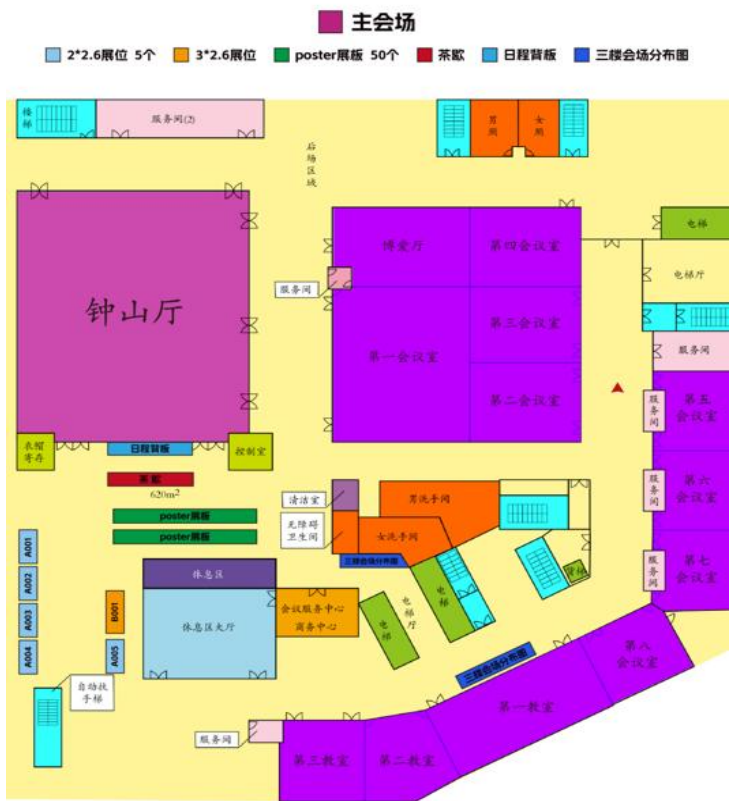 主会场
2*2.6展位 5个
3*2.6展位
poster展板 50个
茶歇
日程背板
三楼会场分布图
楼梯
服务间(2)
男厕
女厕
后场区域
电梯
博爱厅
第四会议室
电梯厅
服务间
钟山厅
第三会议室
第一会议室
服务间
第二会议室
第五会议室
服务间
衣帽寄存
日程背板
控制室
茶歇
620m²
清洁室
男洗手间
第六会议室
服务间
poster展板
poster展板
无障碍卫生间
女洗手间
三楼会场分布图
A001
A002
A003
A004
B001
A005
休息区
休息区大厅
会议服务中心
商务中心
电梯
电梯厅
电梯
货梯
第七会议室
服务间
自动扶手梯
三楼会场分布图
第八会议室
第一教室
服务间
第三教室
第二教室